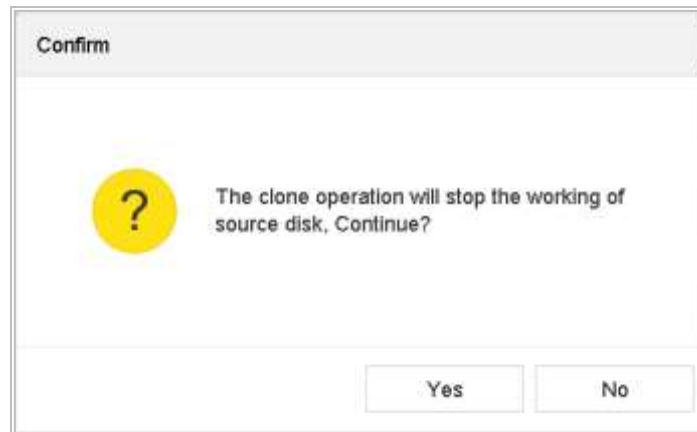 Confirm
?
The clone operation will stop the working of
source disk, Continue?
Yes
No